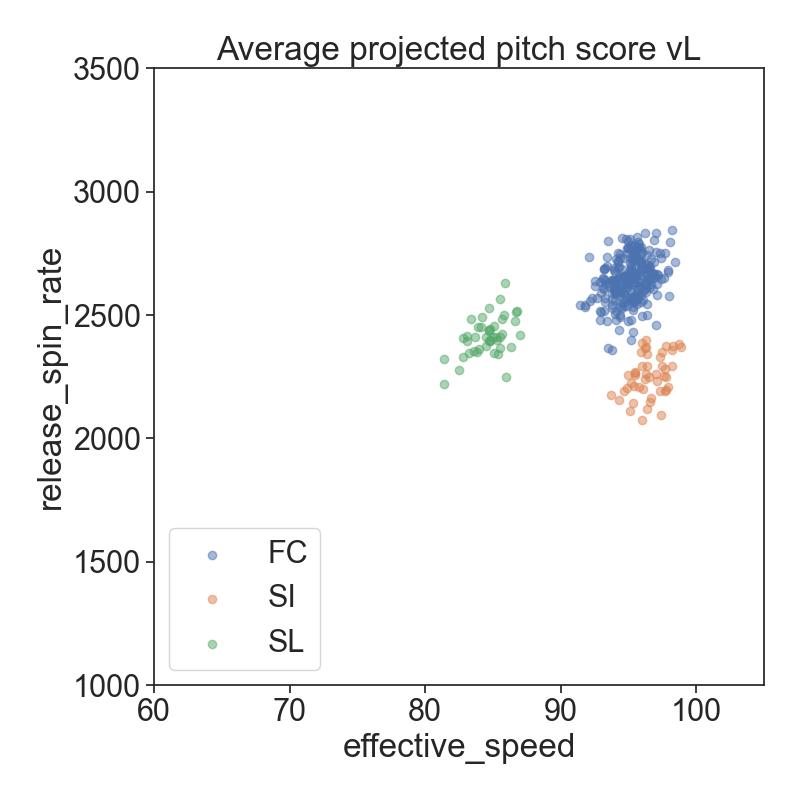 Average projected pitch score vL
3500
3000
2500
2000
1500
1000
release_spin_rate
FC
SI
SL
60 70 80 90 100
effective_speed